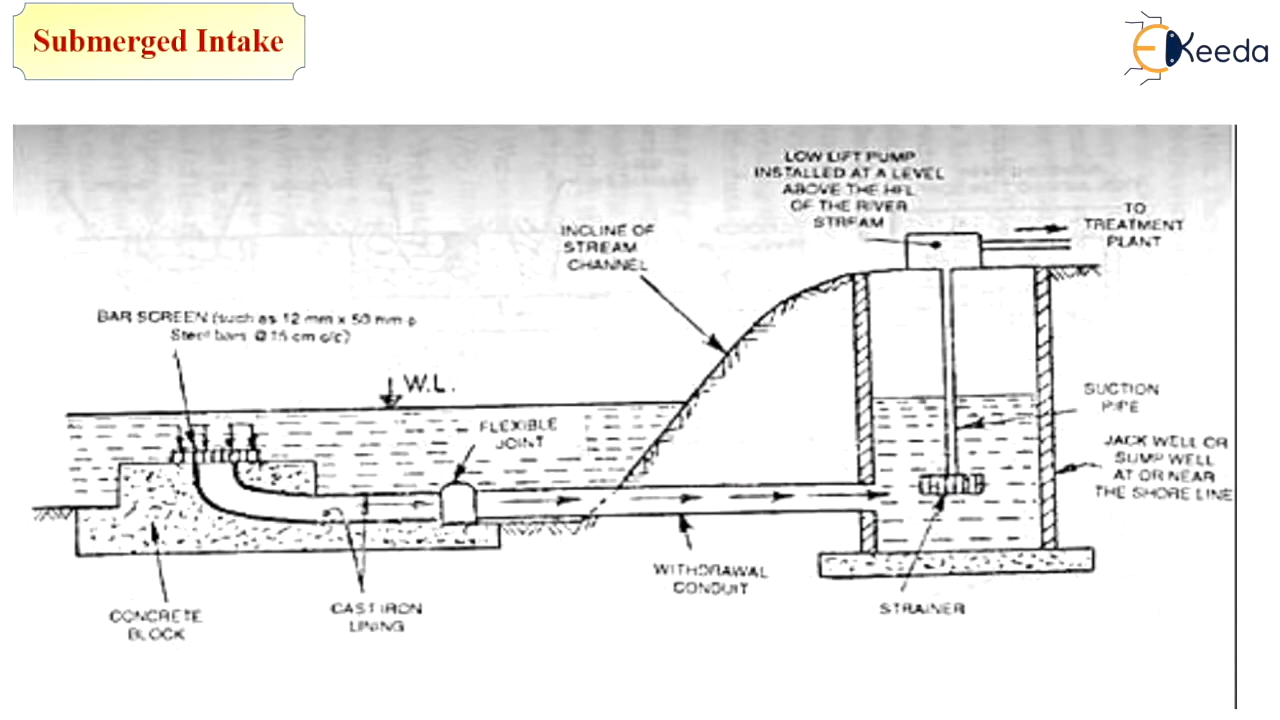 Submerged Intake
EKeeda
LOW LIFT PUMP
INSTALLED AT A LEVEL
ABOVE THE HFL
OF THE RIVER
STREAM
TO
TREATMENT
PLANT
INCLINE OF
STREAM
CHANNEL
BAR SCREEN (such as 12 mm x 50 mm φ
Steel bars @ 15 cm c/c)
W.L.
FLEXIBLE
JOINT
SUCTION
PIPE
JACK WELL OR
SUMP WELL
AT OR NEAR
THE SHORE LINE
WITHDRAWAL
CONDUIT
CONCRETE
BLOCK
CAST IRON
LINING
STRAINER